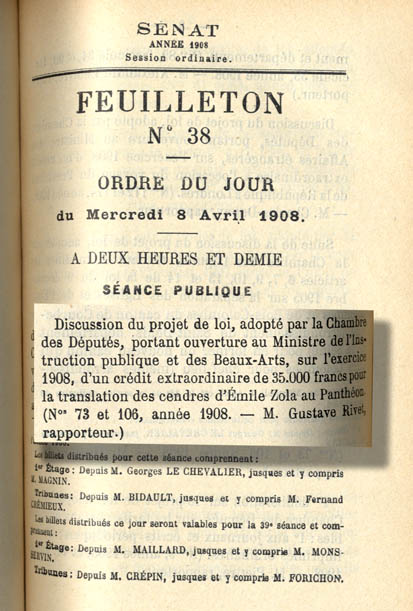 SENAT
ANNEE 1908
Session ordinaire.
FEUILLETON
N° 38
ORDRE DU JOUR
du Mercredi 8 Avril 1908.
A DEUX HEURES ET DEMIE
SÉANCE PUBLIQUE
Discussion du projet de loi, adopté par la Chambre
des Députés, portant ouverture au Ministre de l'Ins-
truction publique et des Beaux-Arts, sur l'exercice
1908, d'un crédit extraordinaire de 35.000 francs pour
la translation des cendres d'Émile Zola au Panthéon.
(Nos 73 et 106, année 1908. — M. Gustave Rivet,
rapporteur.)
Les billets distribués pour cette séance comprennent :
1er Étage : Depuis M. Georges LE CHEVALIER, jusques et y compris
M. MAGNIN.
Tribunes : Depuis M. BIDAULT, jusques et y compris M. Fernand
CRÉMIEUX.
Les billets distribués ce jour seront valables pour la 39e séance et com-
prennent :
1er Étage : Depuis M. MAILLARD, jusques et y compris M. MONS-
SERVIN.
Tribunes : Depuis M. CRÉPIN, jusques et y compris M. FORICHON.